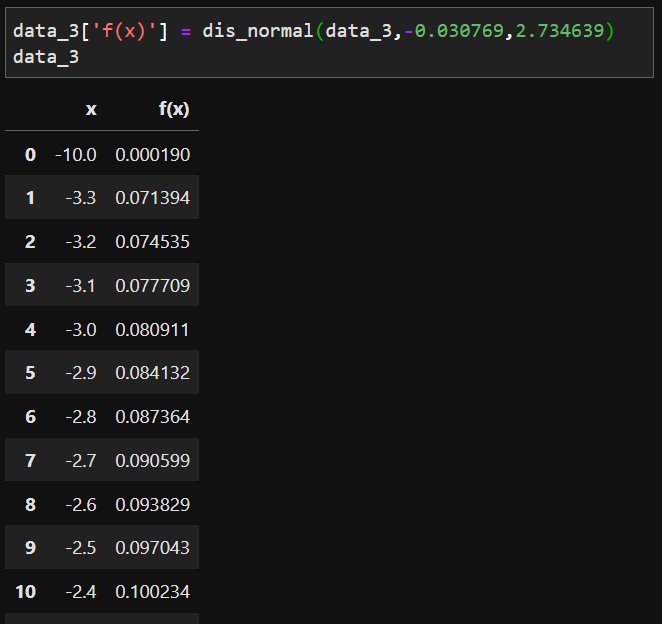 data_3['f(x)'] = dis_normal(data_3,-0.030769,2.734639)
data_3
x f(x)
0 -10.0 0.000190
1 -3.3 0.071394
2 -3.2 0.074535
3 -3.1 0.077709
4 -3.0 0.080911
5 -2.9 0.084132
6 -2.8 0.087364
7 -2.7 0.090599
8 -2.6 0.093829
9 -2.5 0.097043
10 -2.4 0.100234